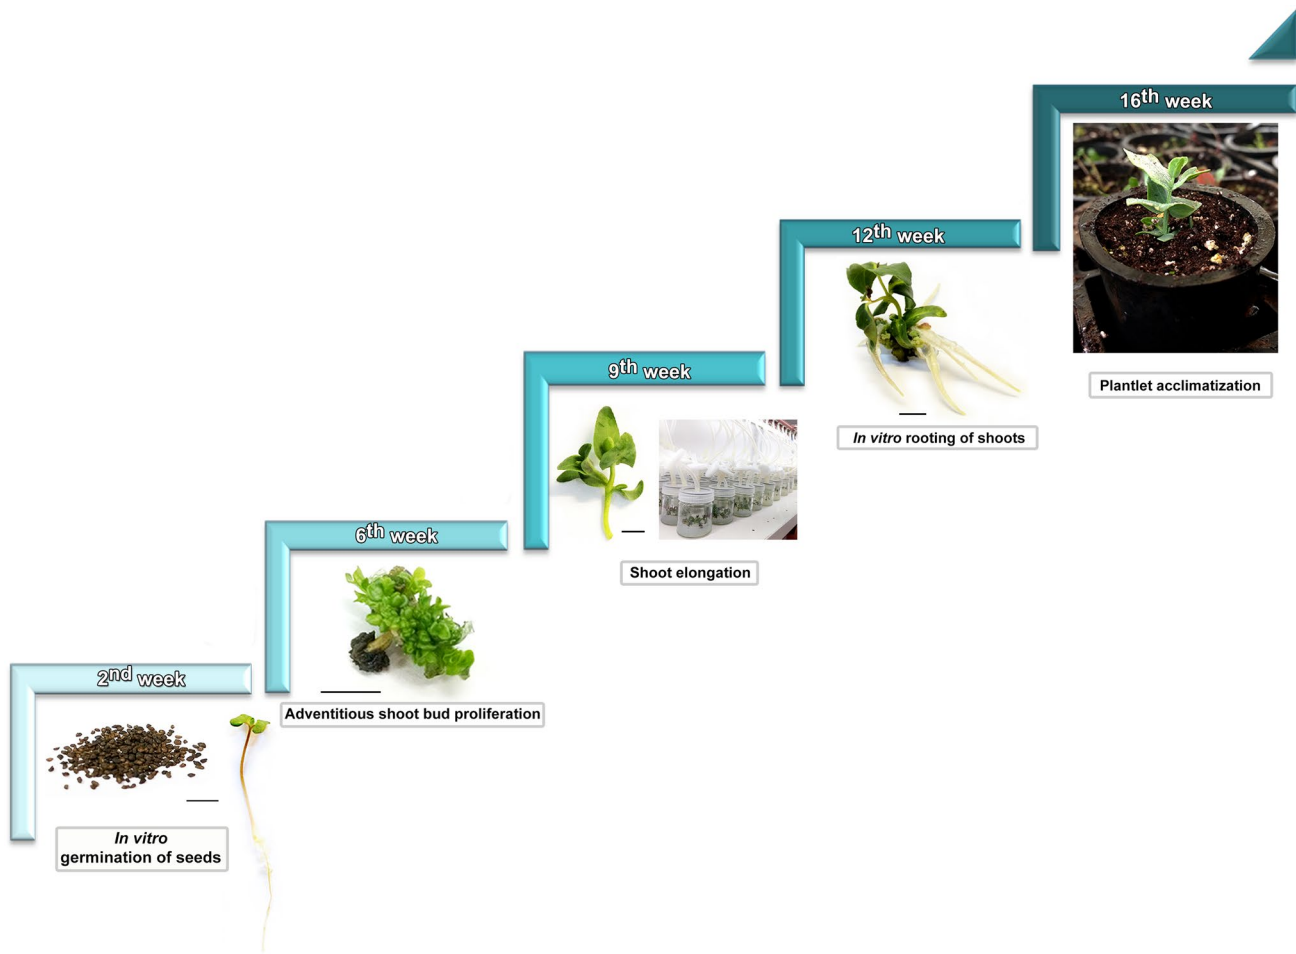 2nd week
In vitro
germination of seeds
6th week
Adventitious shoot bud proliferation
9th week
Shoot elongation
12th week
In vitro rooting of shoots
16th week
Plantlet acclimatization